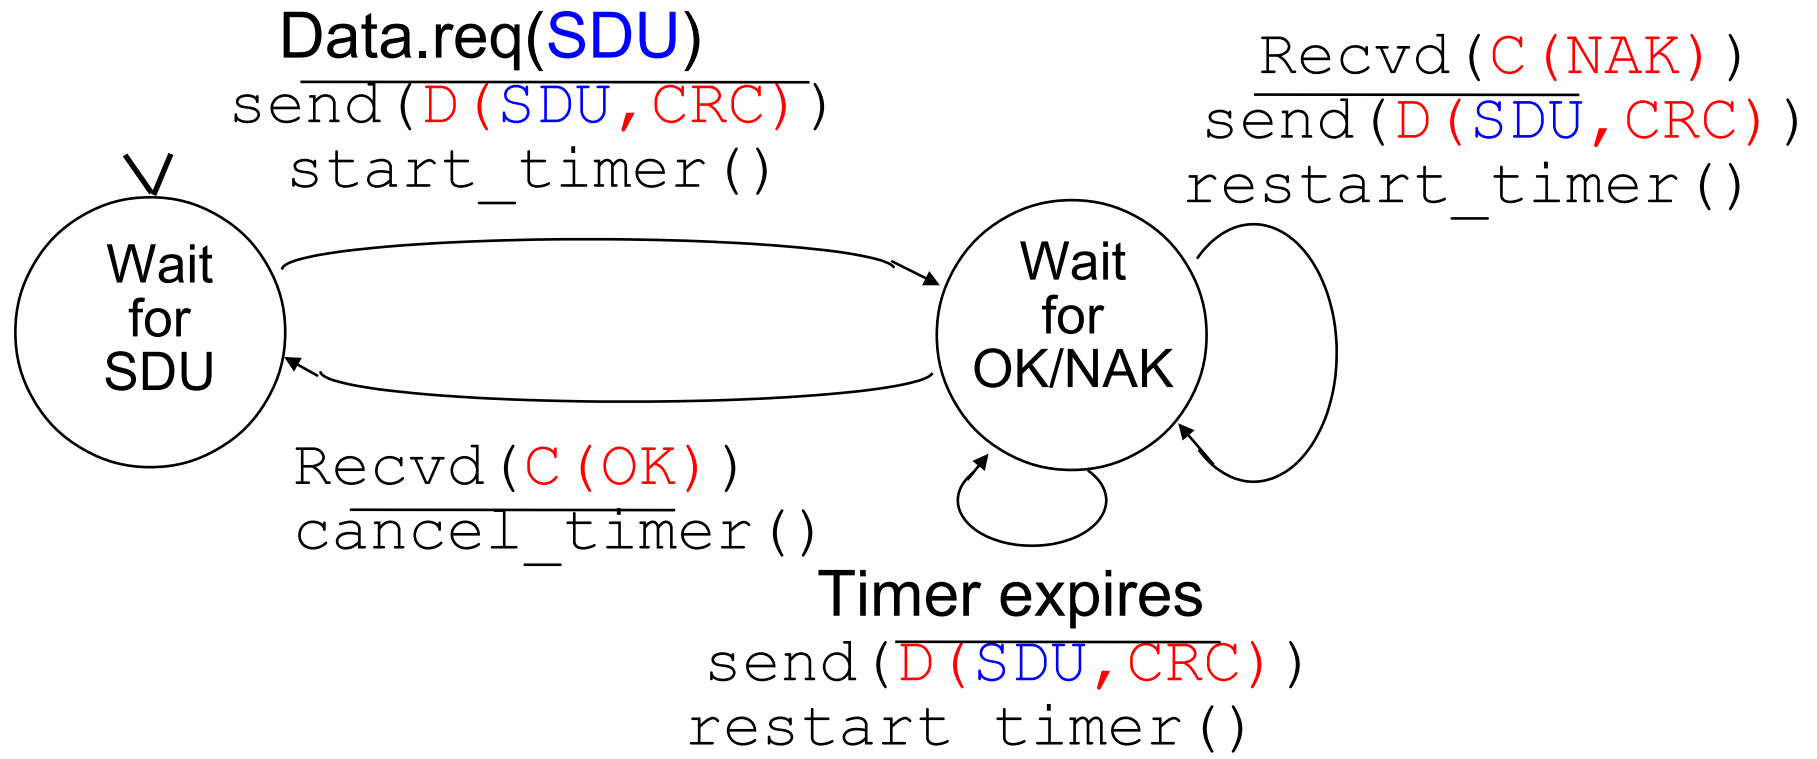 Data.req(SDU)
send(D(SDU,CRC))
start_timer()
Recvd(C(NAK))
send(D(SDU,CRC))
restart_timer()
Wait
for
SDU
Wait
for
OK/NAK
Recvd(C(OK))
cancel_timer()
Timer expires
send(D(SDU,CRC))
restart timer()